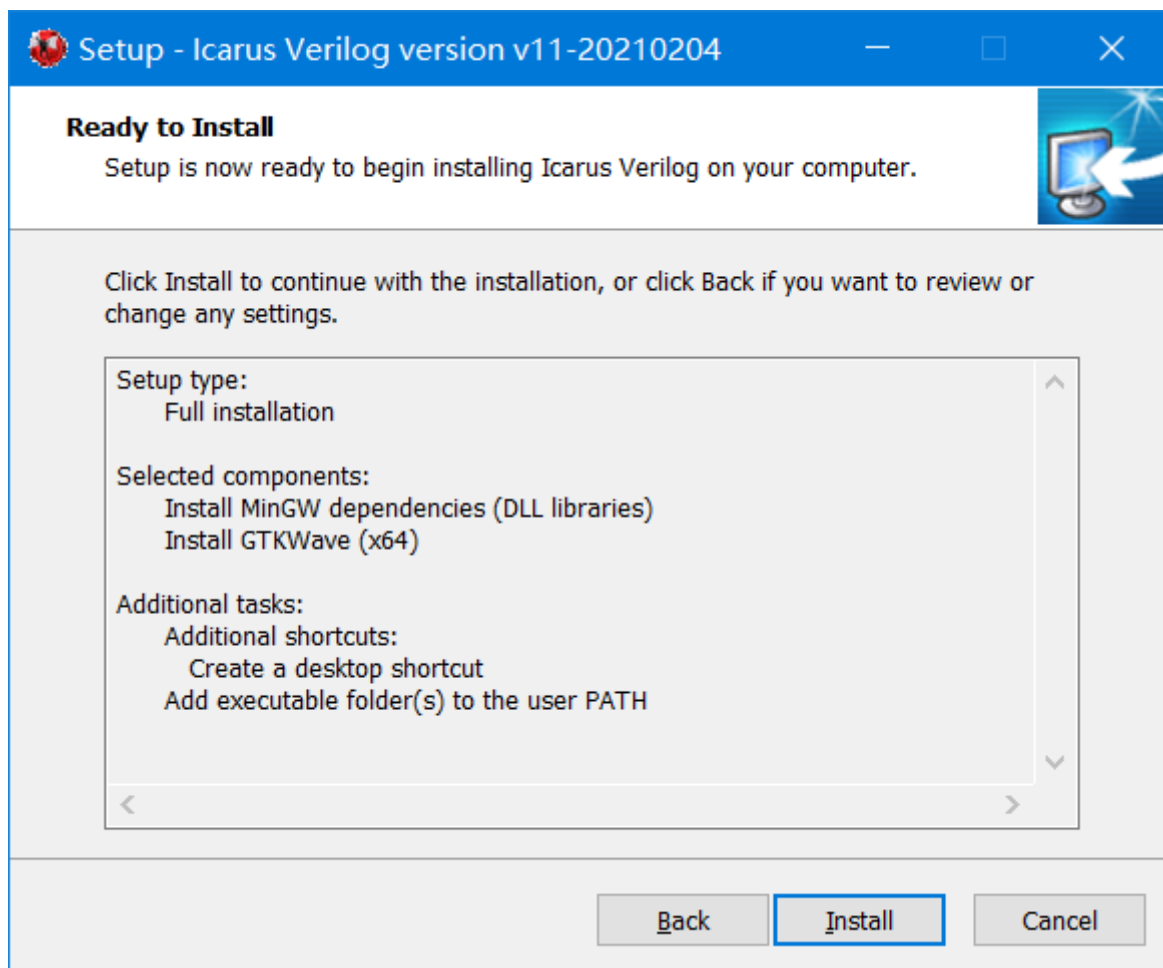 Setup - Icarus Verilog version v11-20210204
Ready to Install
Setup is now ready to begin installing Icarus Verilog on your computer.
Click Install to continue with the installation, or click Back if you want to review or
change any settings.
Setup type:
Full installation
Selected components:
Install MinGW dependencies (DLL libraries)
Install GTKWave (x64)
Additional tasks:
Additional shortcuts:
Create a desktop shortcut
Add executable folder(s) to the user PATH
Back
Install
Cancel